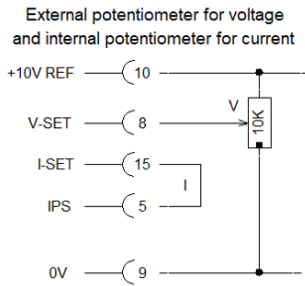 External potentiometer for voltage
and internal potentiometer for current
+10V REF 10
V
V-SET 8
10K
I-SET 15
I
IPS 5
0V 9